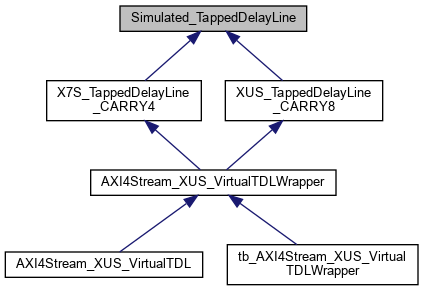 Simulated_TappedDelayLine
X7S_TappedDelayLine
_CARRY4
XUS_TappedDelayLine
_CARRY8
AXI4Stream_XUS_VirtualTDLWrapper
AXI4Stream_XUS_VirtualTDL
tb_AXI4Stream_XUS_Virtual
TDLWrapper